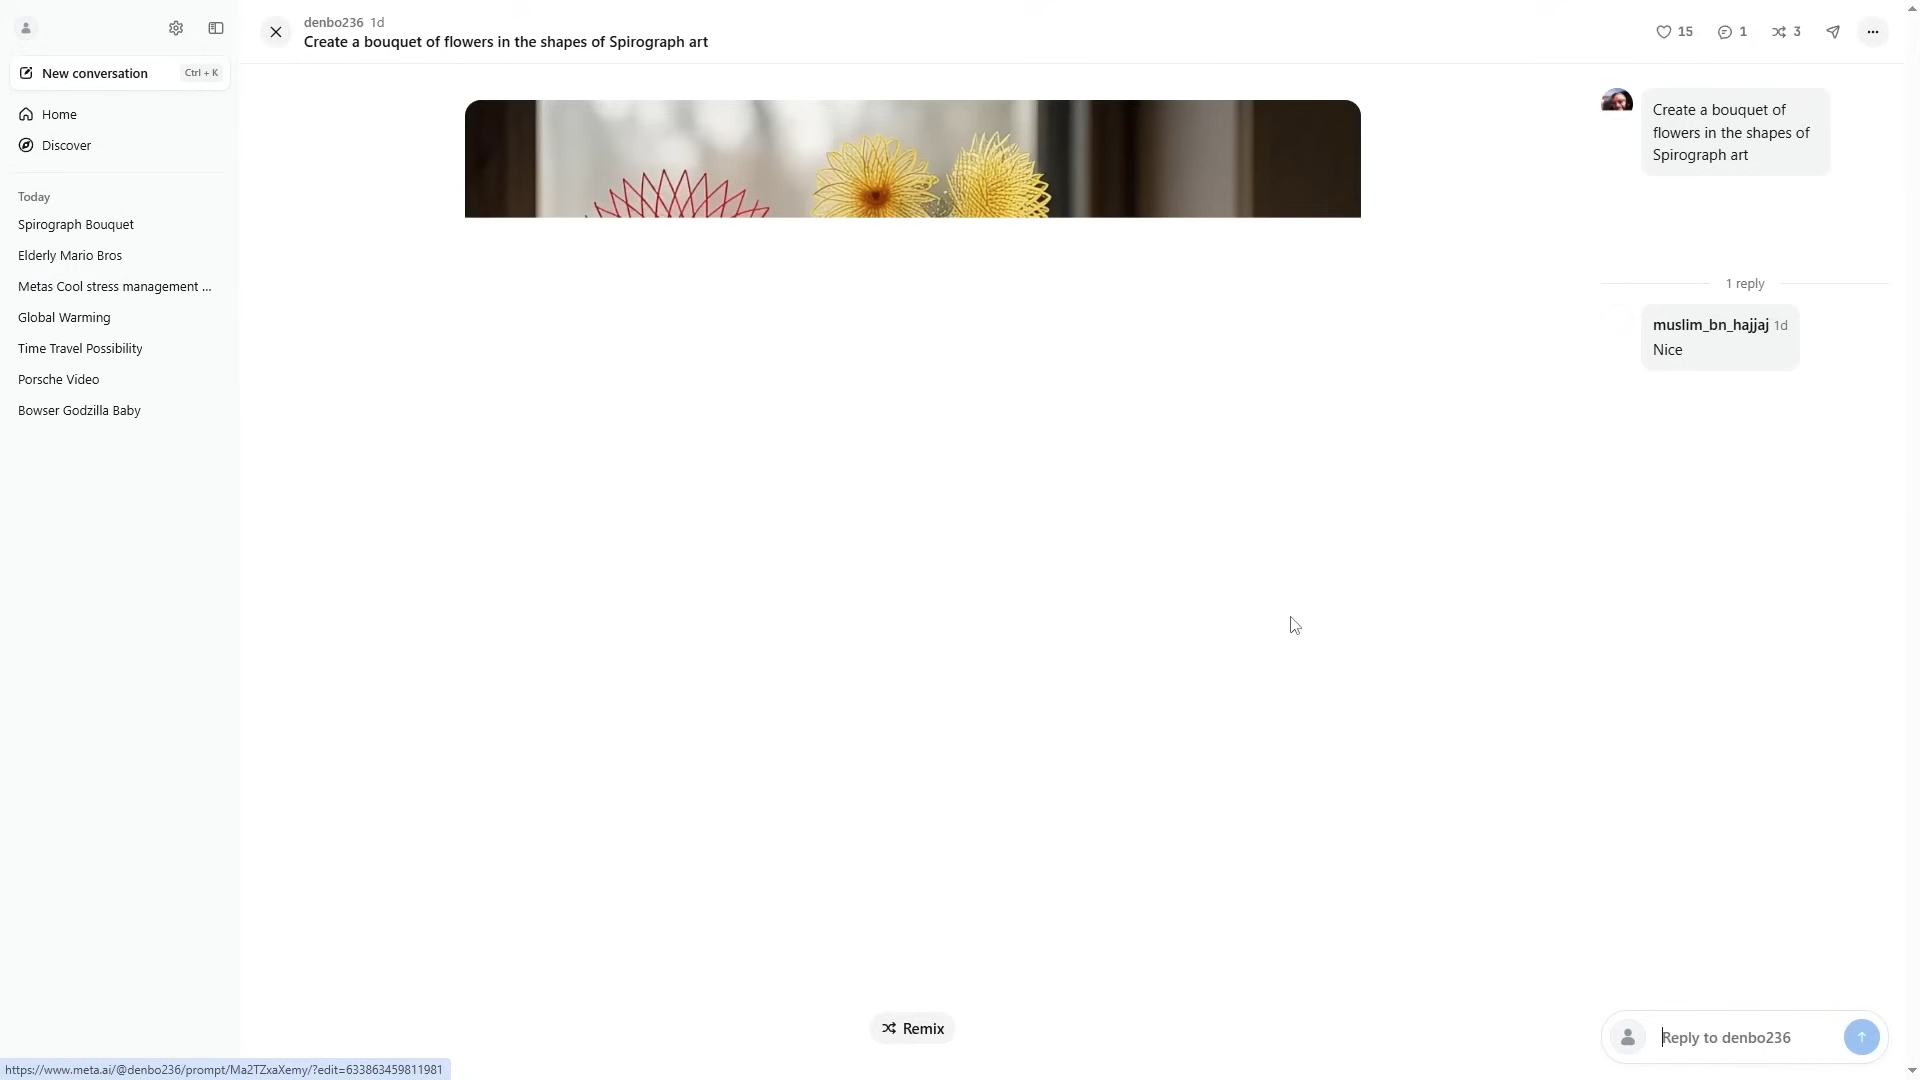 denbo236 1d
Create a bouquet of flowers in the shapes of Spirograph art
15
1
3
New conversation Ctrl + K
Home
Discover
Today
Spirograph Bouquet
Elderly Mario Bros
Metas Cool stress management ...
Global Warming
Time Travel Possibility
Porsche Video
Bowser Godzilla Baby
Create a bouquet of
flowers in the shapes of
Spirograph art
1 reply
muslim_bn_hajjaj 1d
Nice
Remix
Reply to denbo236
https://www.meta.ai/@denbo236/prompt/Ma2TZxaXemy/?edit=633863459811981